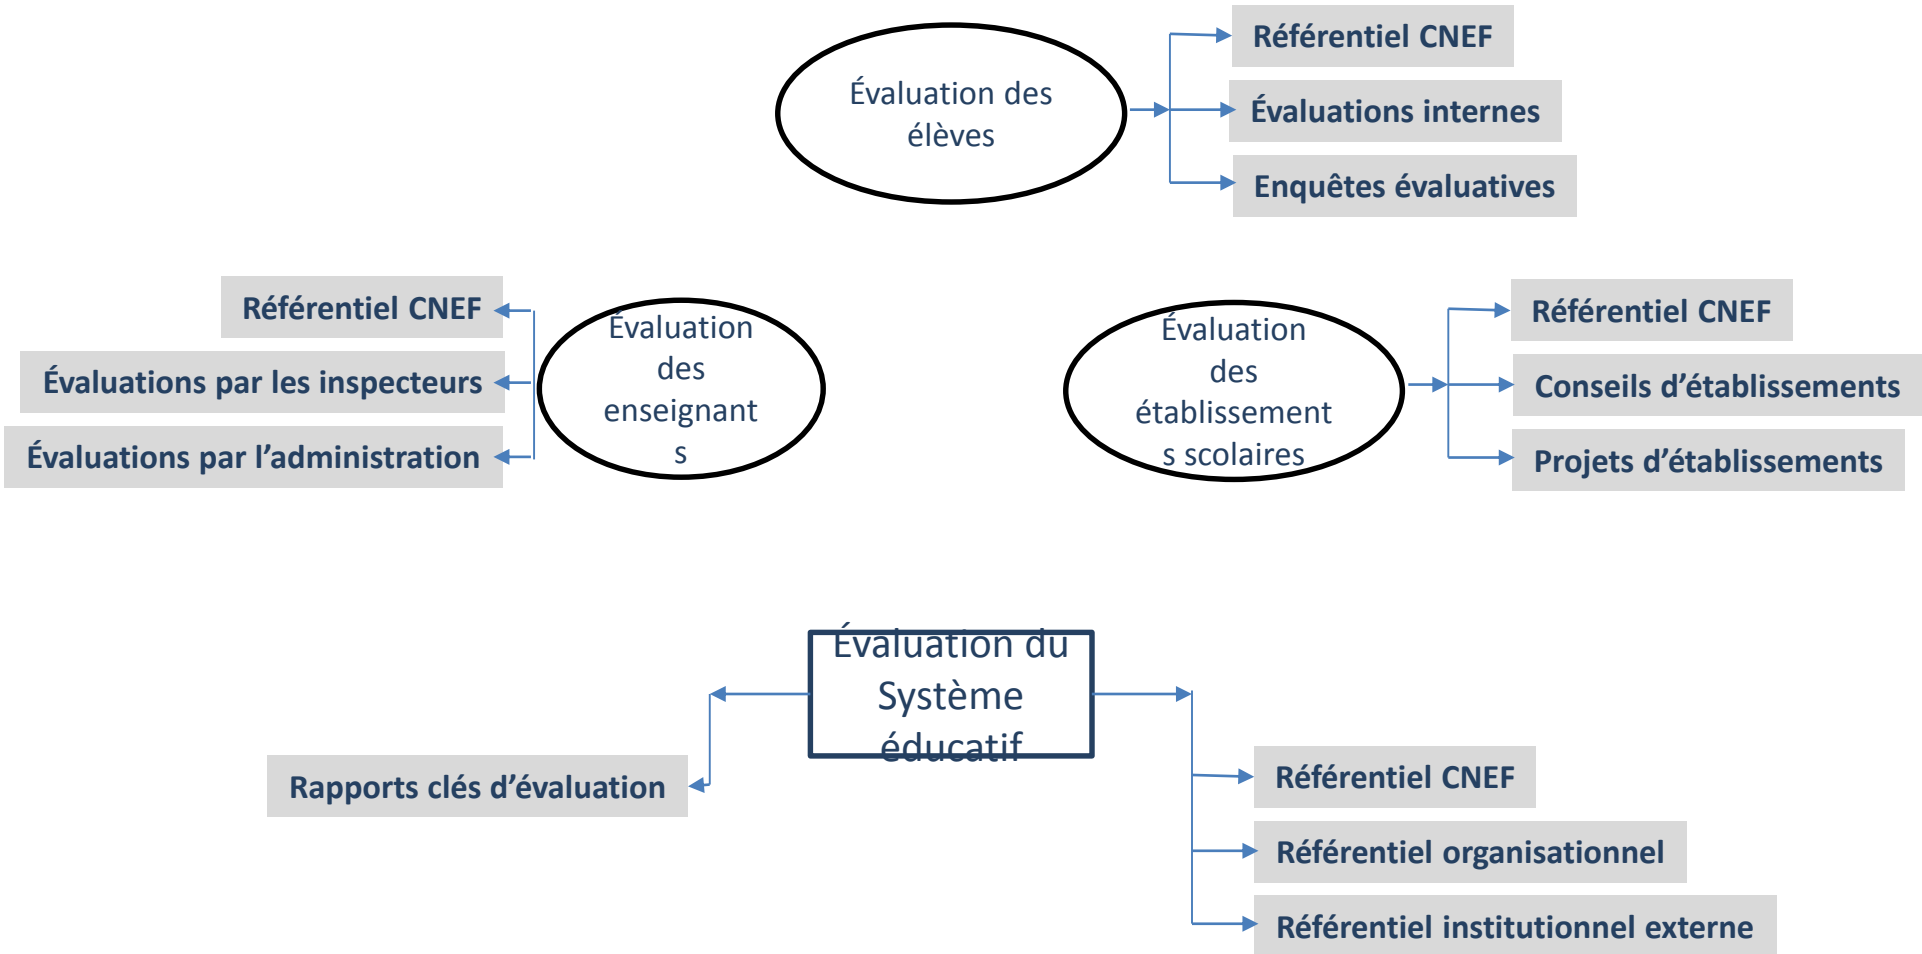 Évaluation des
élèves
Référentiel CNEF
Évaluations internes
Enquêtes évaluatives
Référentiel CNEF
Évaluations par les inspecteurs
Évaluations par l’administration
Évaluation
des
enseignant
s
Évaluation
des
établissement
s scolaires
Référentiel CNEF
Conseils d’établissements
Projets d’établissements
Évaluation du
Système
éducatif
Rapports clés d’évaluation
Référentiel CNEF
Référentiel organisationnel
Référentiel institutionnel externe